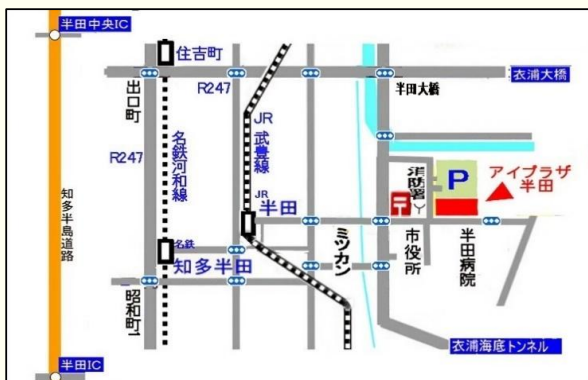 半田中央IC
住吉町
R247
出口町
R247
名鉄河和線
JR
武豊線
半田大橋
衣浦大橋
知多半島道路
JR
半田
名鉄
知多半田
昭和町1
ミツカン
消防署
〒
市役所
P
アイプラザ
半田
半田病院
半田IC
衣浦海底トンネル